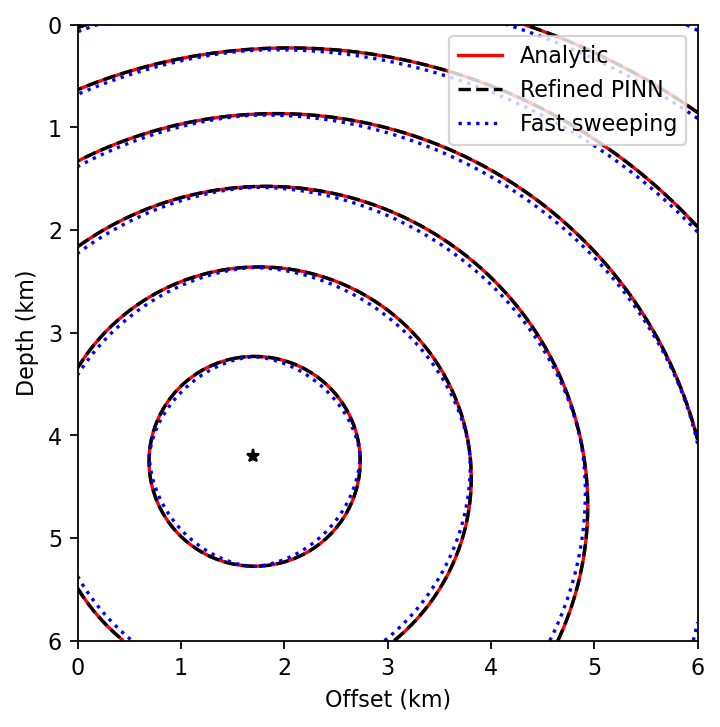 Analytic
Refined PINN
Fast sweeping
0
1
2
3
4
5
6
Depth (km)
0 1 2 3 4 5 6
Offset (km)